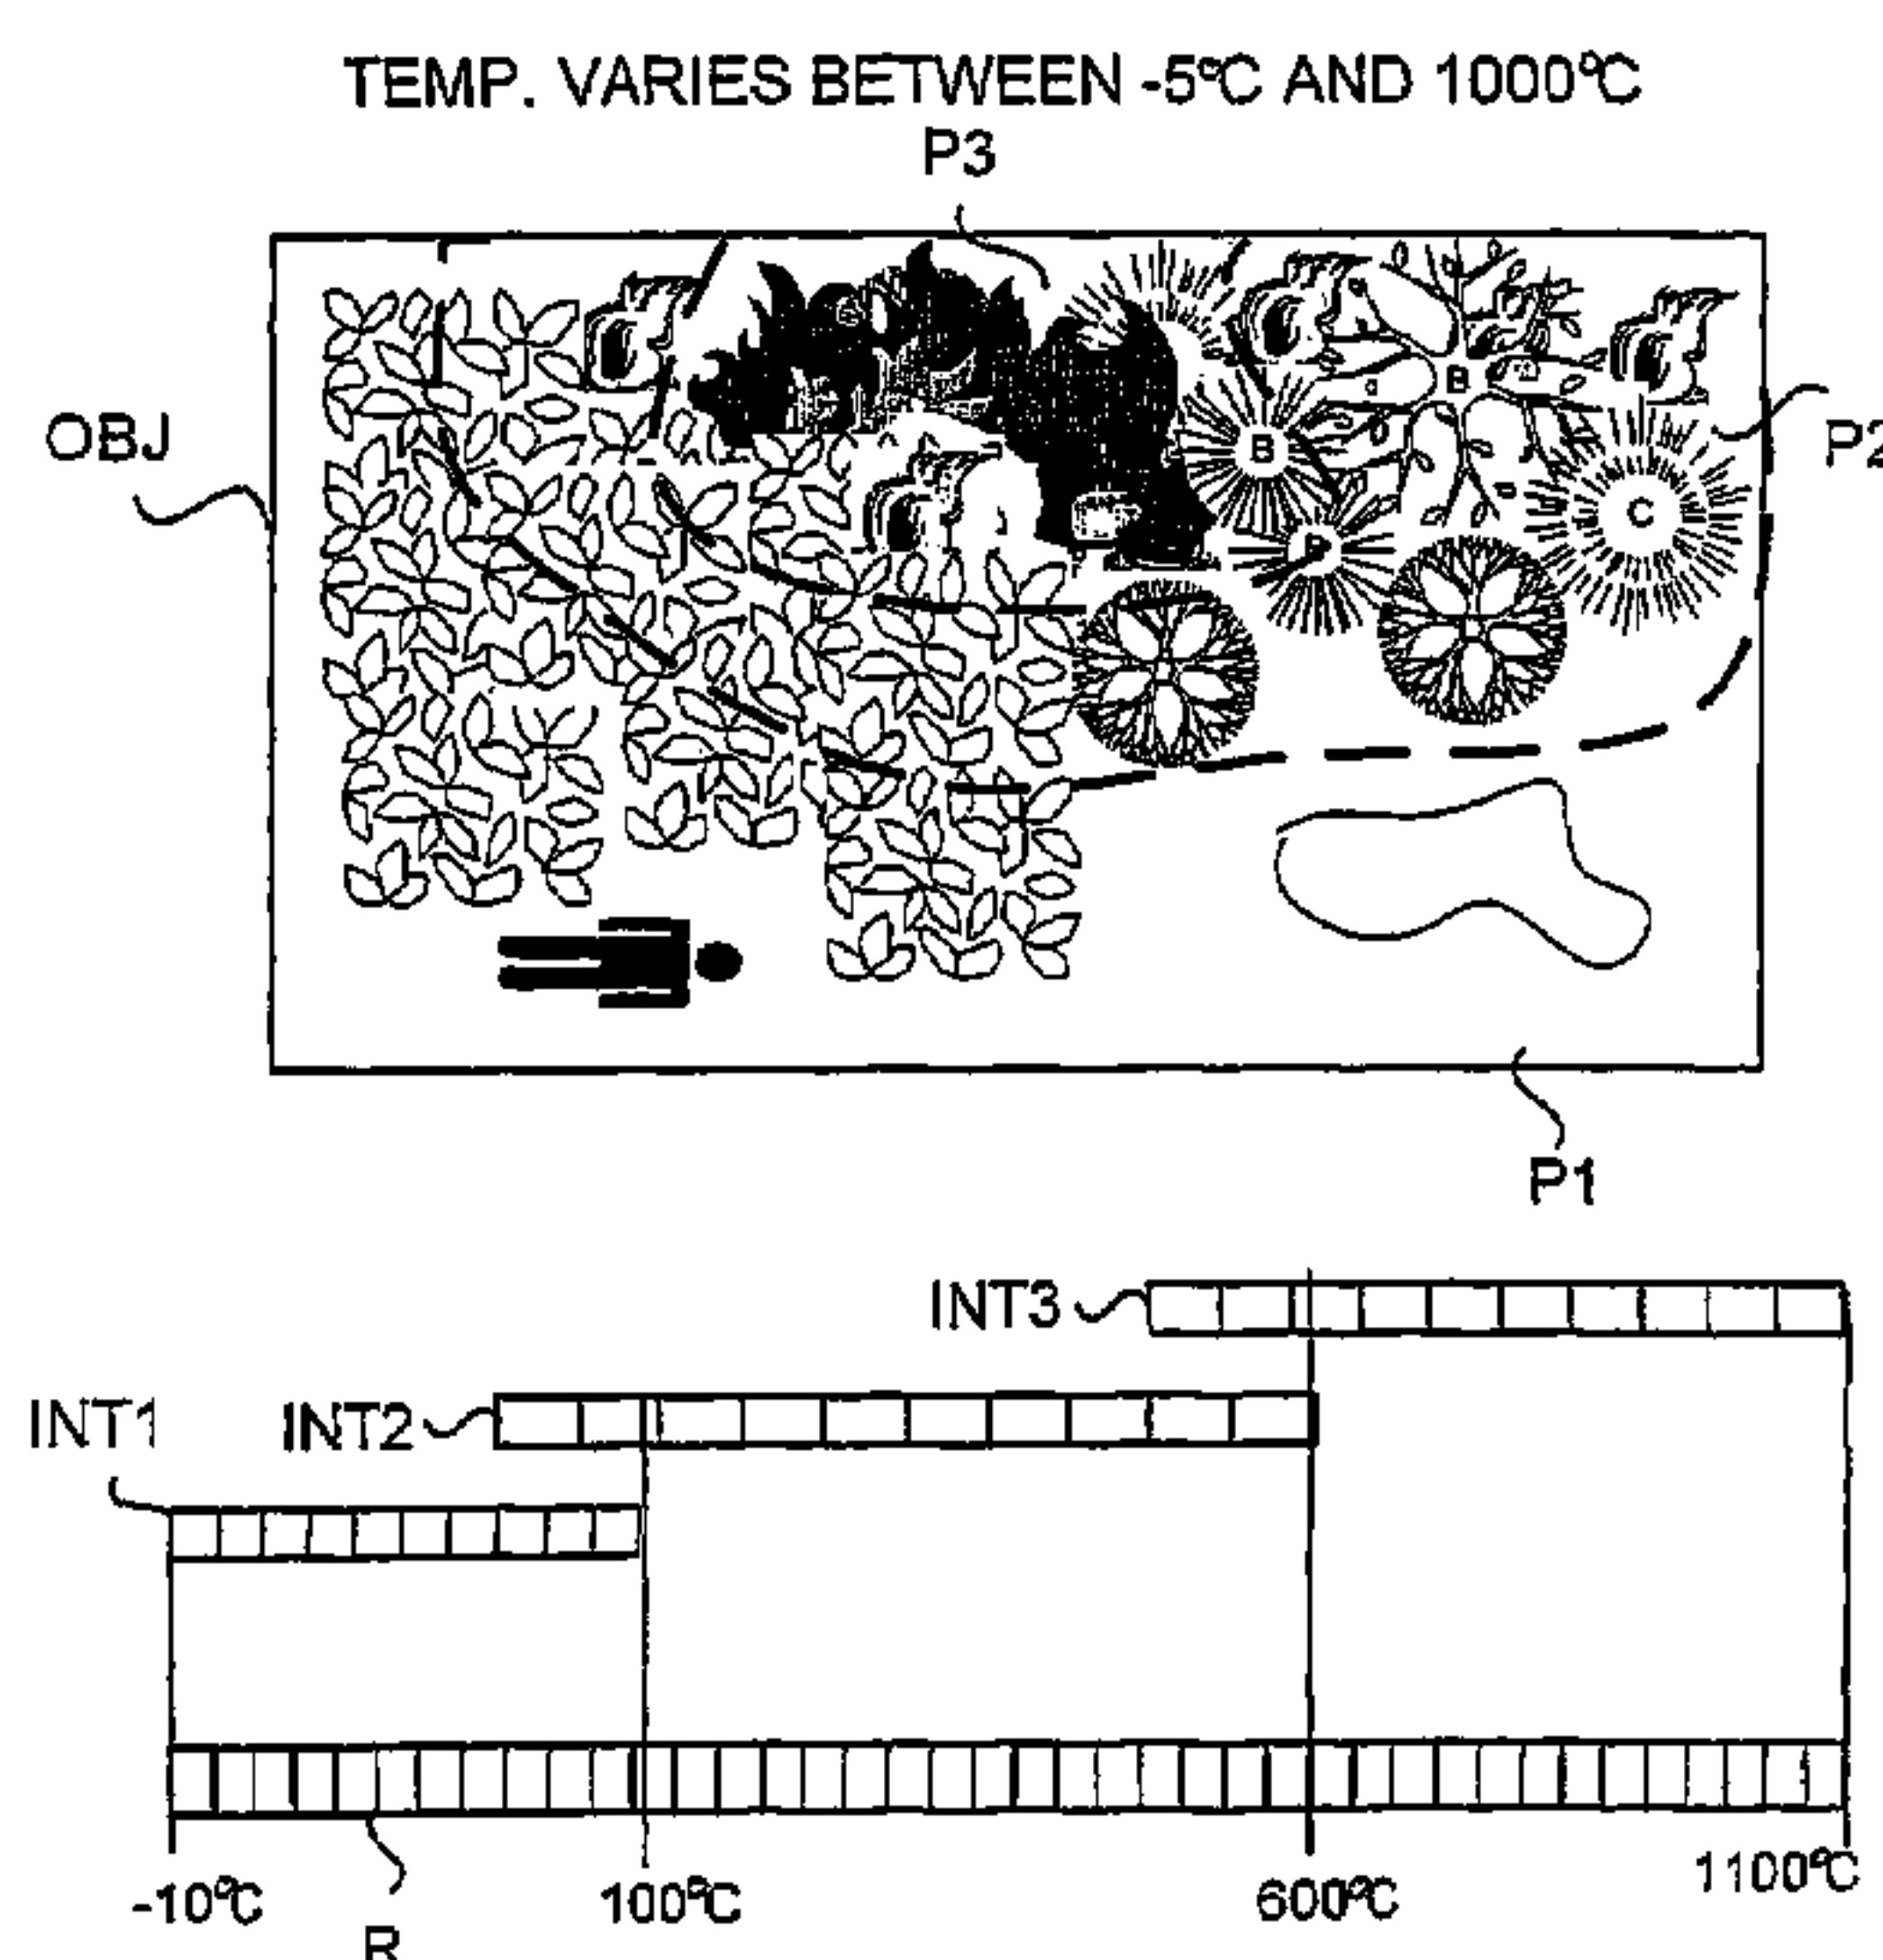 TEMP. VARIES BETWEEN -5°C AND 1000°C
P3
OBJ
B
B
P2
C
P1
INT3
INT1
INT2
-10°C
100°C
600°C
1100°C
R